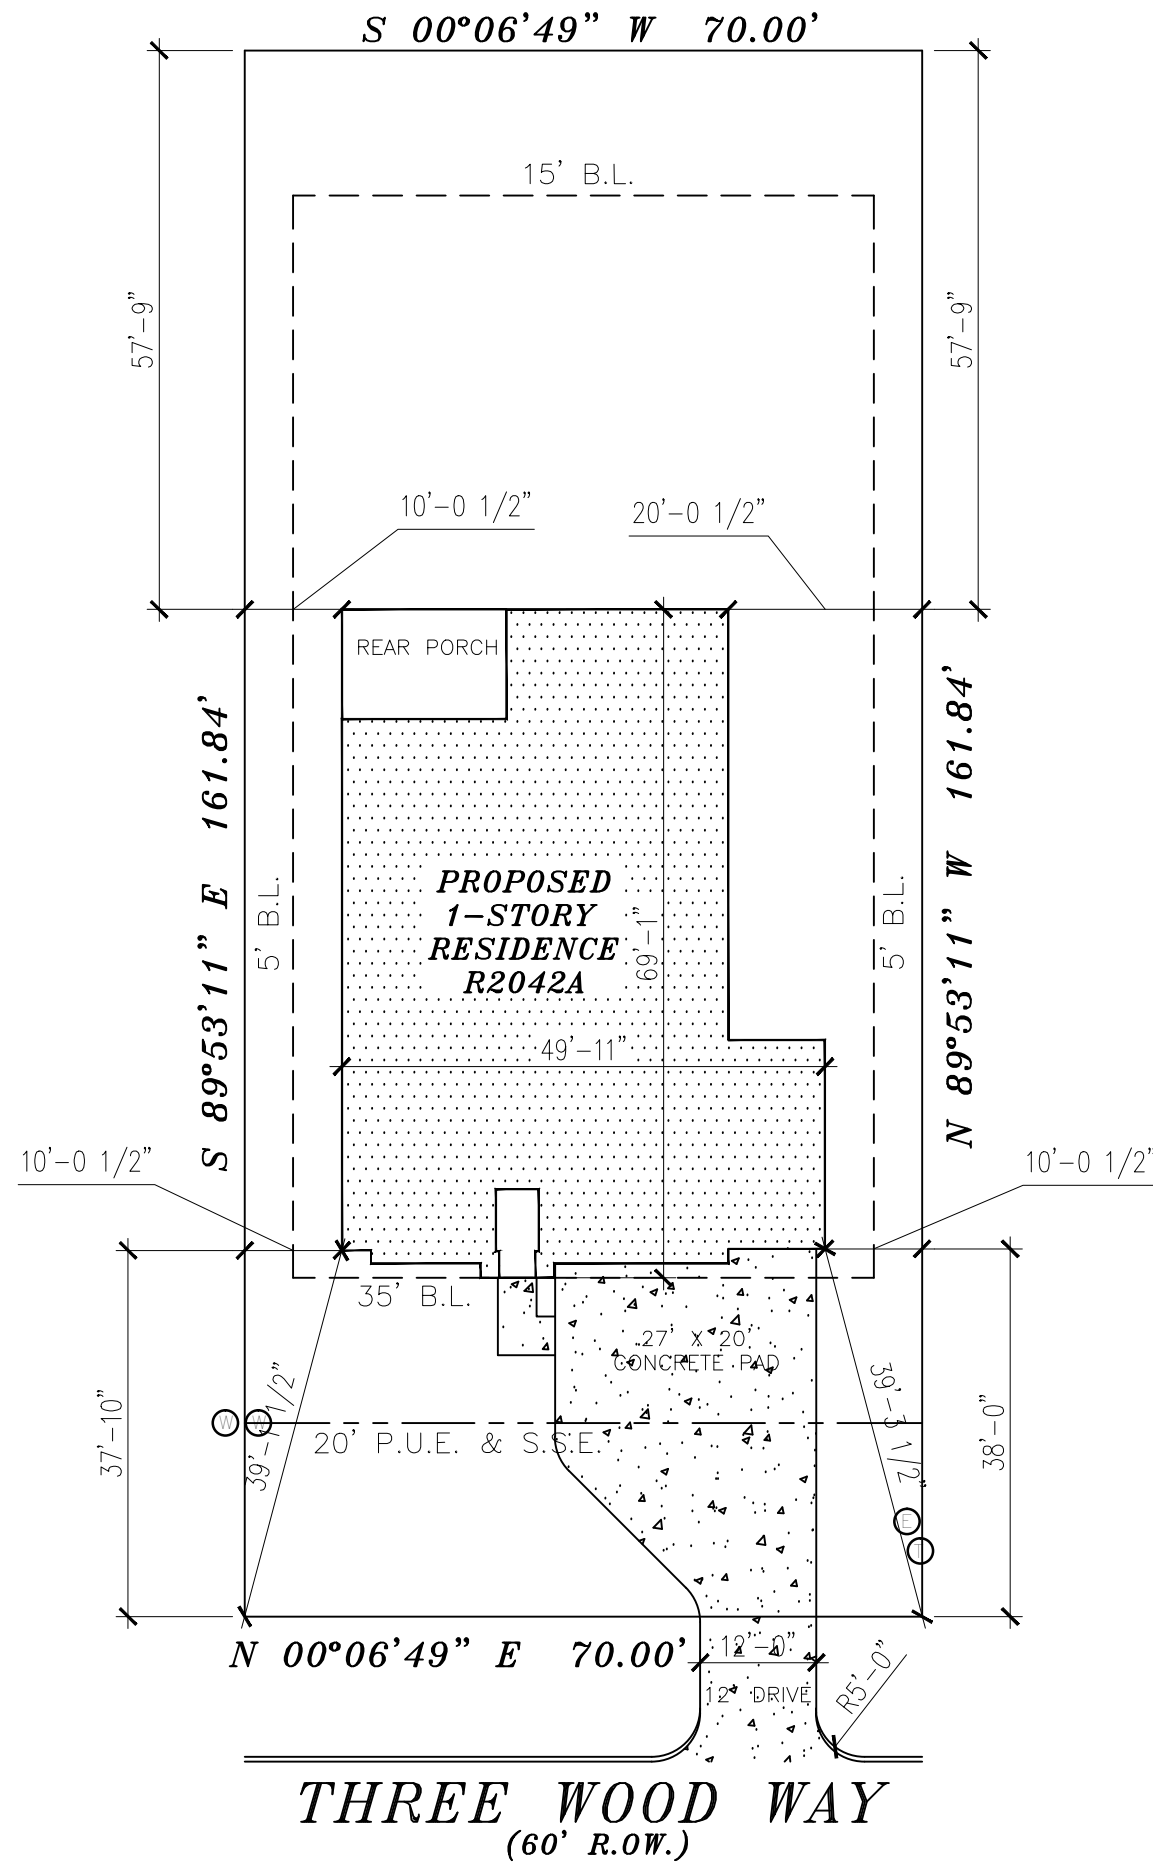 S 00°06'49" W 70.00'
15' B.L.
57'-9"
57'-9"
10'-0 1/2"
20'-0 1/2"
REAR PORCH
S 89°53'11" E 161.84'
N 89°53'11" W 161.84'
5' B.L.
5' B.L.
PROPOSED
1-STORY
RESIDENCE
R2042A
69'-1"
49'-11"
10'-0 1/2"
10'-0 1/2"
35' B.L.
27' X 20'
CONCRETE PAD
37'-10"
39'-1 1/2"
39'-3 1/2"
38'-0"
W
W
20' P.U.E. & S.S.E.
E
T
N 00°06'49" E 70.00'
12'-0"
12' DRIVE
R5'-0"
THREE WOOD WAY
(60' R.OW.)